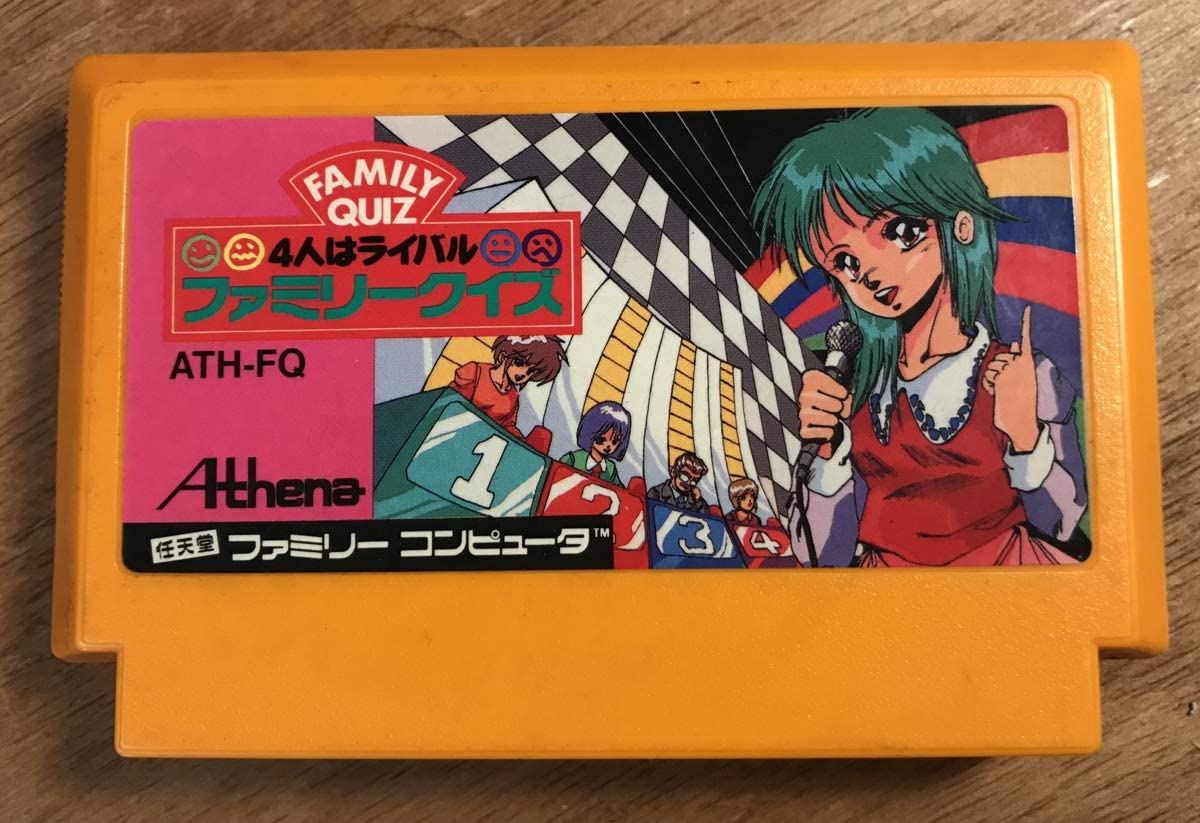 FAMILY
QUIZ
4人はライバル
ファミリークイズ
ATH-FQ
Athena
任天堂 ファミリー コンピュータ™
1
2
3
4